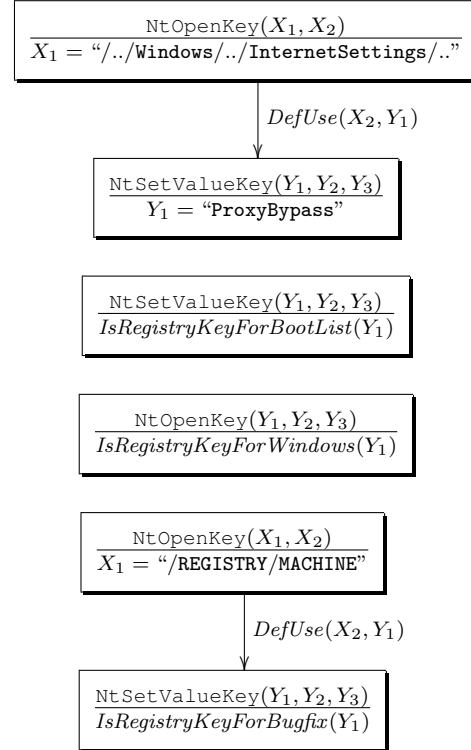 NtOpenKey(X₁, X₂)
X₁ = “/../Windows/../InternetSettings/..”
DefUse(X₂, Y₁)
NtSetValueKey(Y₁, Y₂, Y₃)
Y₁ = “ProxyBypass”
NtSetValueKey(Y₁, Y₂, Y₃)
IsRegistryKeyForBootList(Y₁)
NtOpenKey(Y₁, Y₂, Y₃)
IsRegistryKeyForWindows(Y₁)
NtOpenKey(X₁, X₂)
X₁ = “/REGISTRY/MACHINE”
DefUse(X₂, Y₁)
NtSetValueKey(Y₁, Y₂, Y₃)
IsRegistryKeyForBugfix(Y₁)